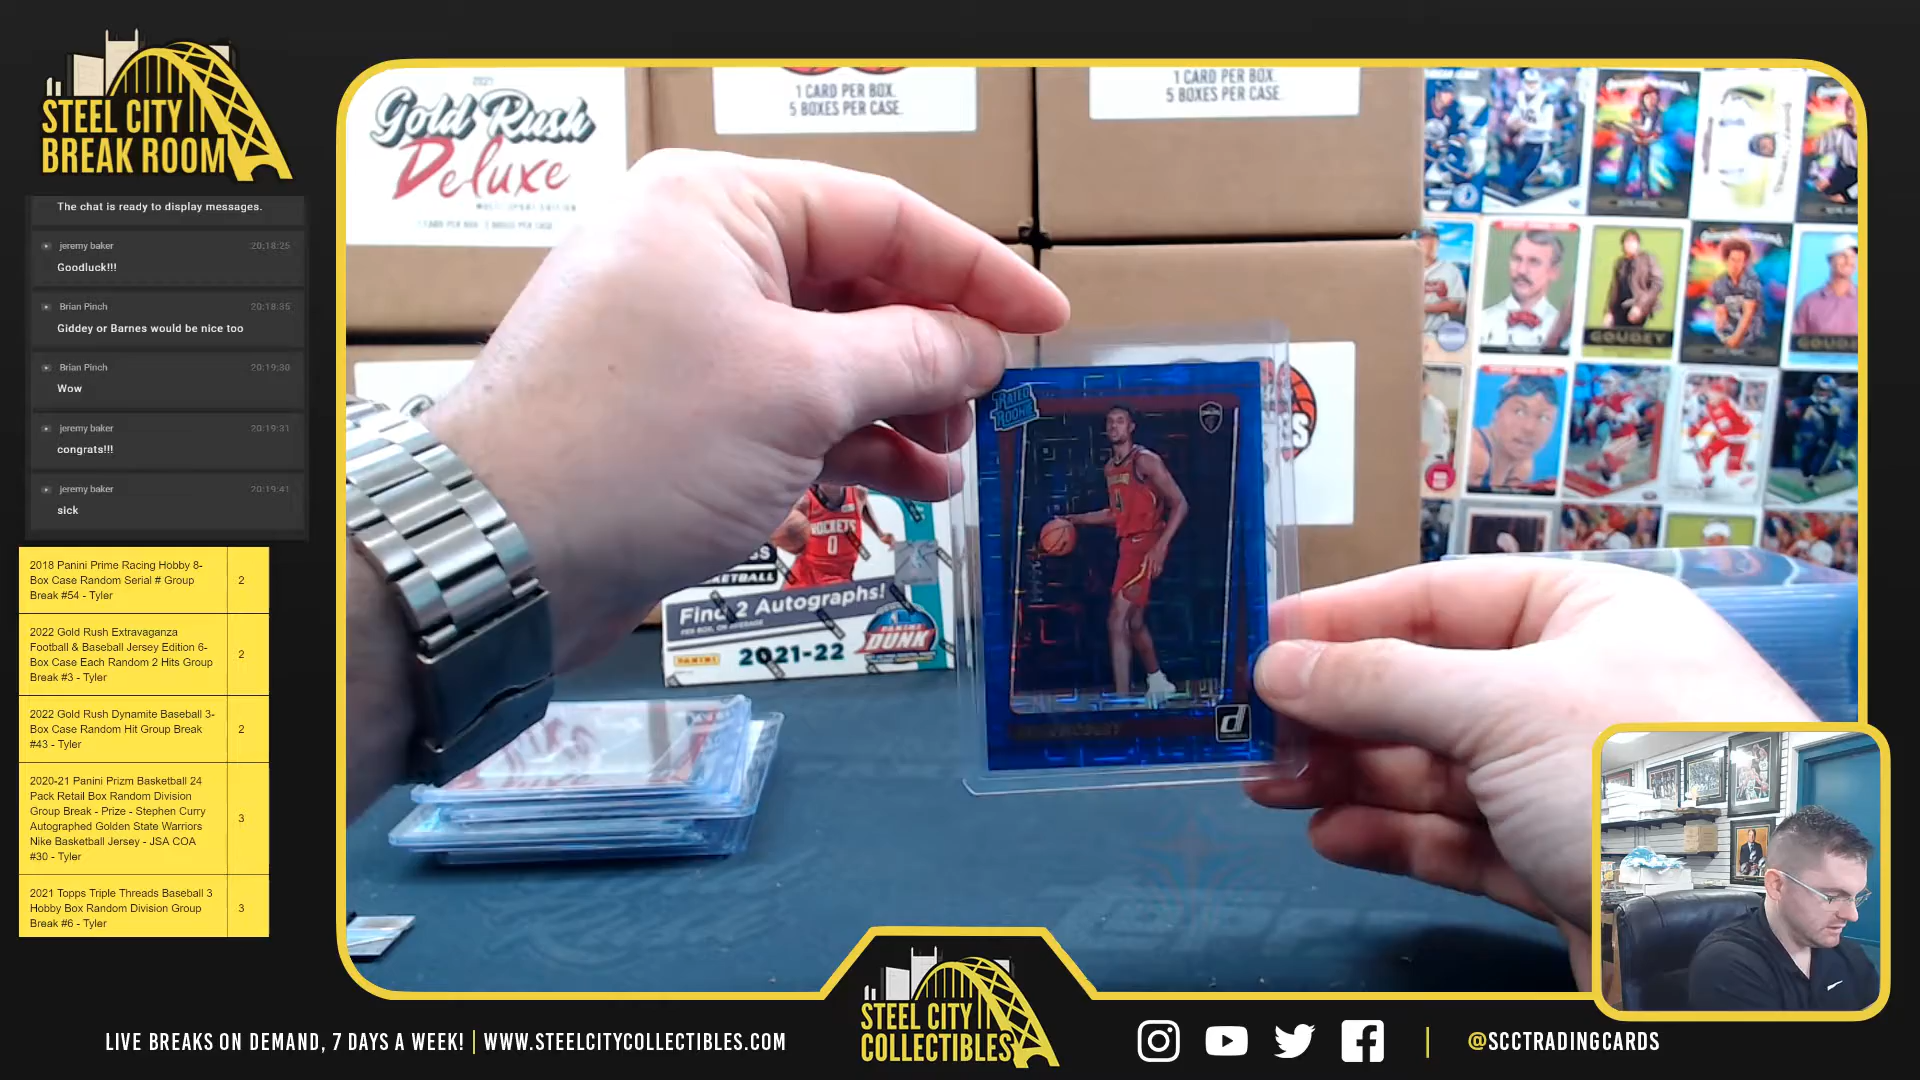 STEEL CITY
BREAK ROOM
The chat is ready to display messages.
jeremy baker 20:18:25
Goodluck!!!
Brian Pinch 20:18:35
Giddey or Barnes would be nice too
Brian Pinch 20:19:30
Wow
jeremy baker 20:19:31
congrats!!!
jeremy baker 20:19:41
sick
2018 Panini Prime Racing Hobby 8-
Box Case Random Serial # Group
Break #54 - Tyler
2
2022 Gold Rush Extravaganza
Football & Baseball Jersey Edition 6-
Box Case Each Random 2 Hits Group
Break #3 - Tyler
2
2022 Gold Rush Dynamite Baseball 3-
Box Case Random Hit Group Break
#43 - Tyler
2
2020-21 Panini Prizm Basketball 24
Pack Retail Box Random Division
Group Break - Prize - Stephen Curry
Autographed Golden State Warriors
Nike Basketball Jersey - JSA COA
#30 - Tyler
3
2021 Topps Triple Threads Baseball 3
Hobby Box Random Division Group
Break #6 - Tyler
3
2021
Gold Rush
Deluxe
1 CARD PER BOX.
5 BOXES PER CASE.
1 CARD PER BOX.
5 BOXES PER CASE.
GOUDEY
RATED
ROOKIE
d
ROCKETS
0
Find 2 Autographs!
PANINI
2021-22
PANINI
DUNK
STEEL CITY
COLLECTIBLES
LIVE BREAKS ON DEMAND, 7 DAYS A WEEK! | WWW.STEELCITYCOLLECTIBLES.COM
@SCCTRADINGCARDS